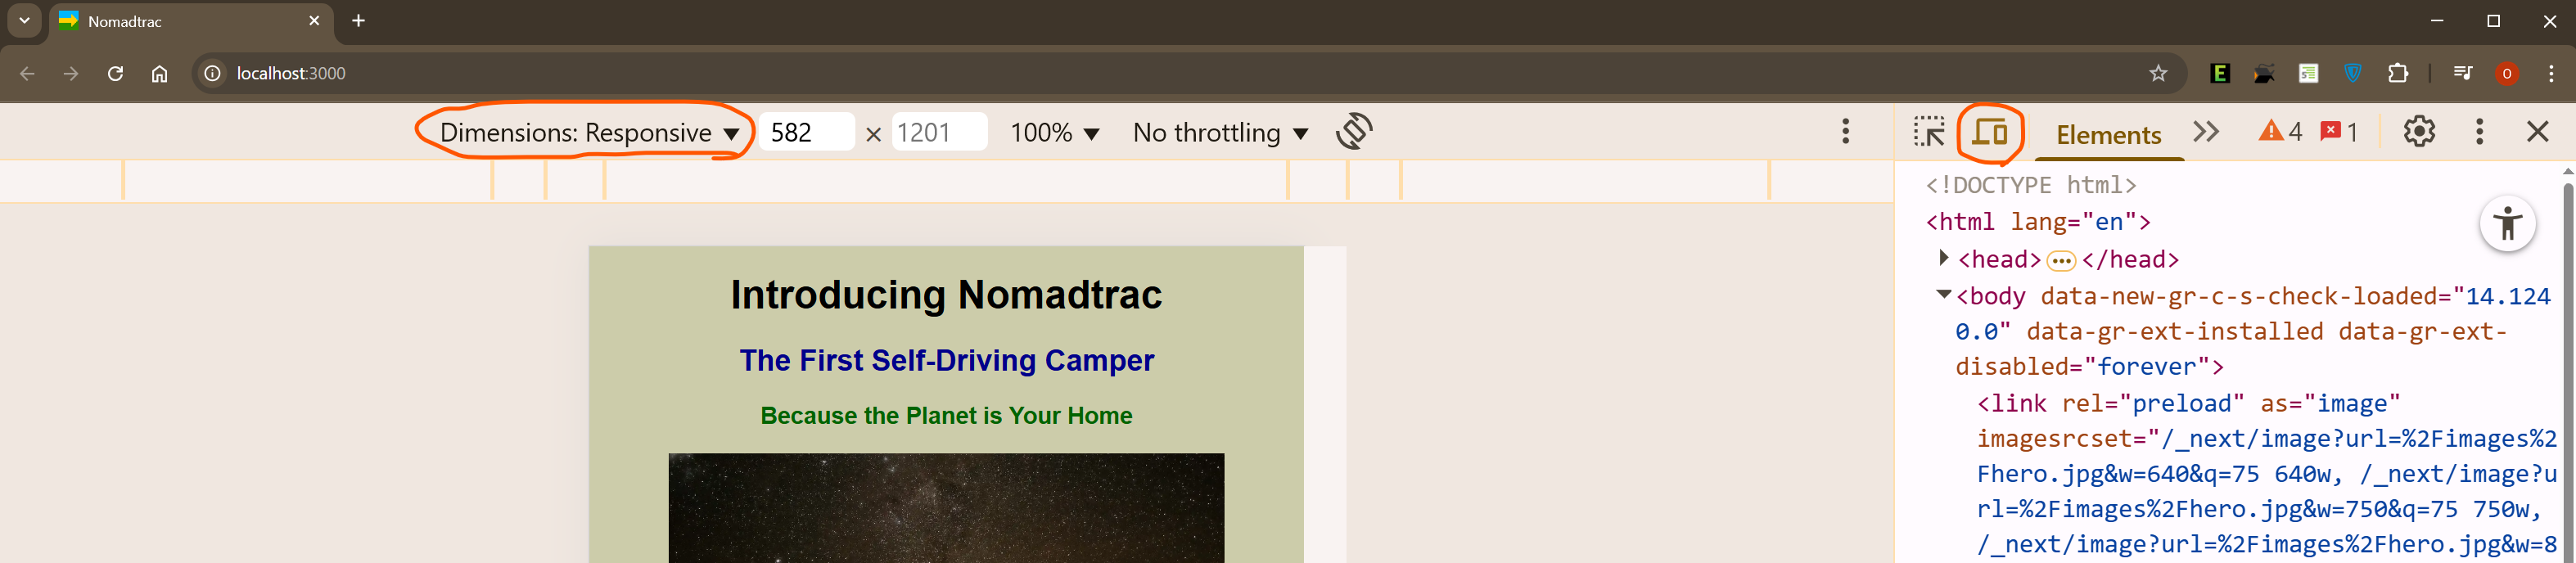 Nomadtrac
localhost:3000
E
O
Dimensions: Responsive
582 × 1201
100%
No throttling
Elements
4
1
<!DOCTYPE html>
<html lang="en">
<head>•••</head>
<body data-new-gr-c-s-check-loaded="14.124
0.0" data-gr-ext-installed data-gr-ext-
disabled="forever">
<link rel="preload" as="image"
imagesrcset="/_next/image?url=%2Fimages%2
Fhero.jpg&w=640&q=75 640w, /_next/image?u
rl=%2Fimages%2Fhero.jpg&w=750&q=75 750w,
/_next/image?url=%2Fimages%2Fhero.jpg&w=8
Introducing Nomadtrac
The First Self-Driving Camper
Because the Planet is Your Home